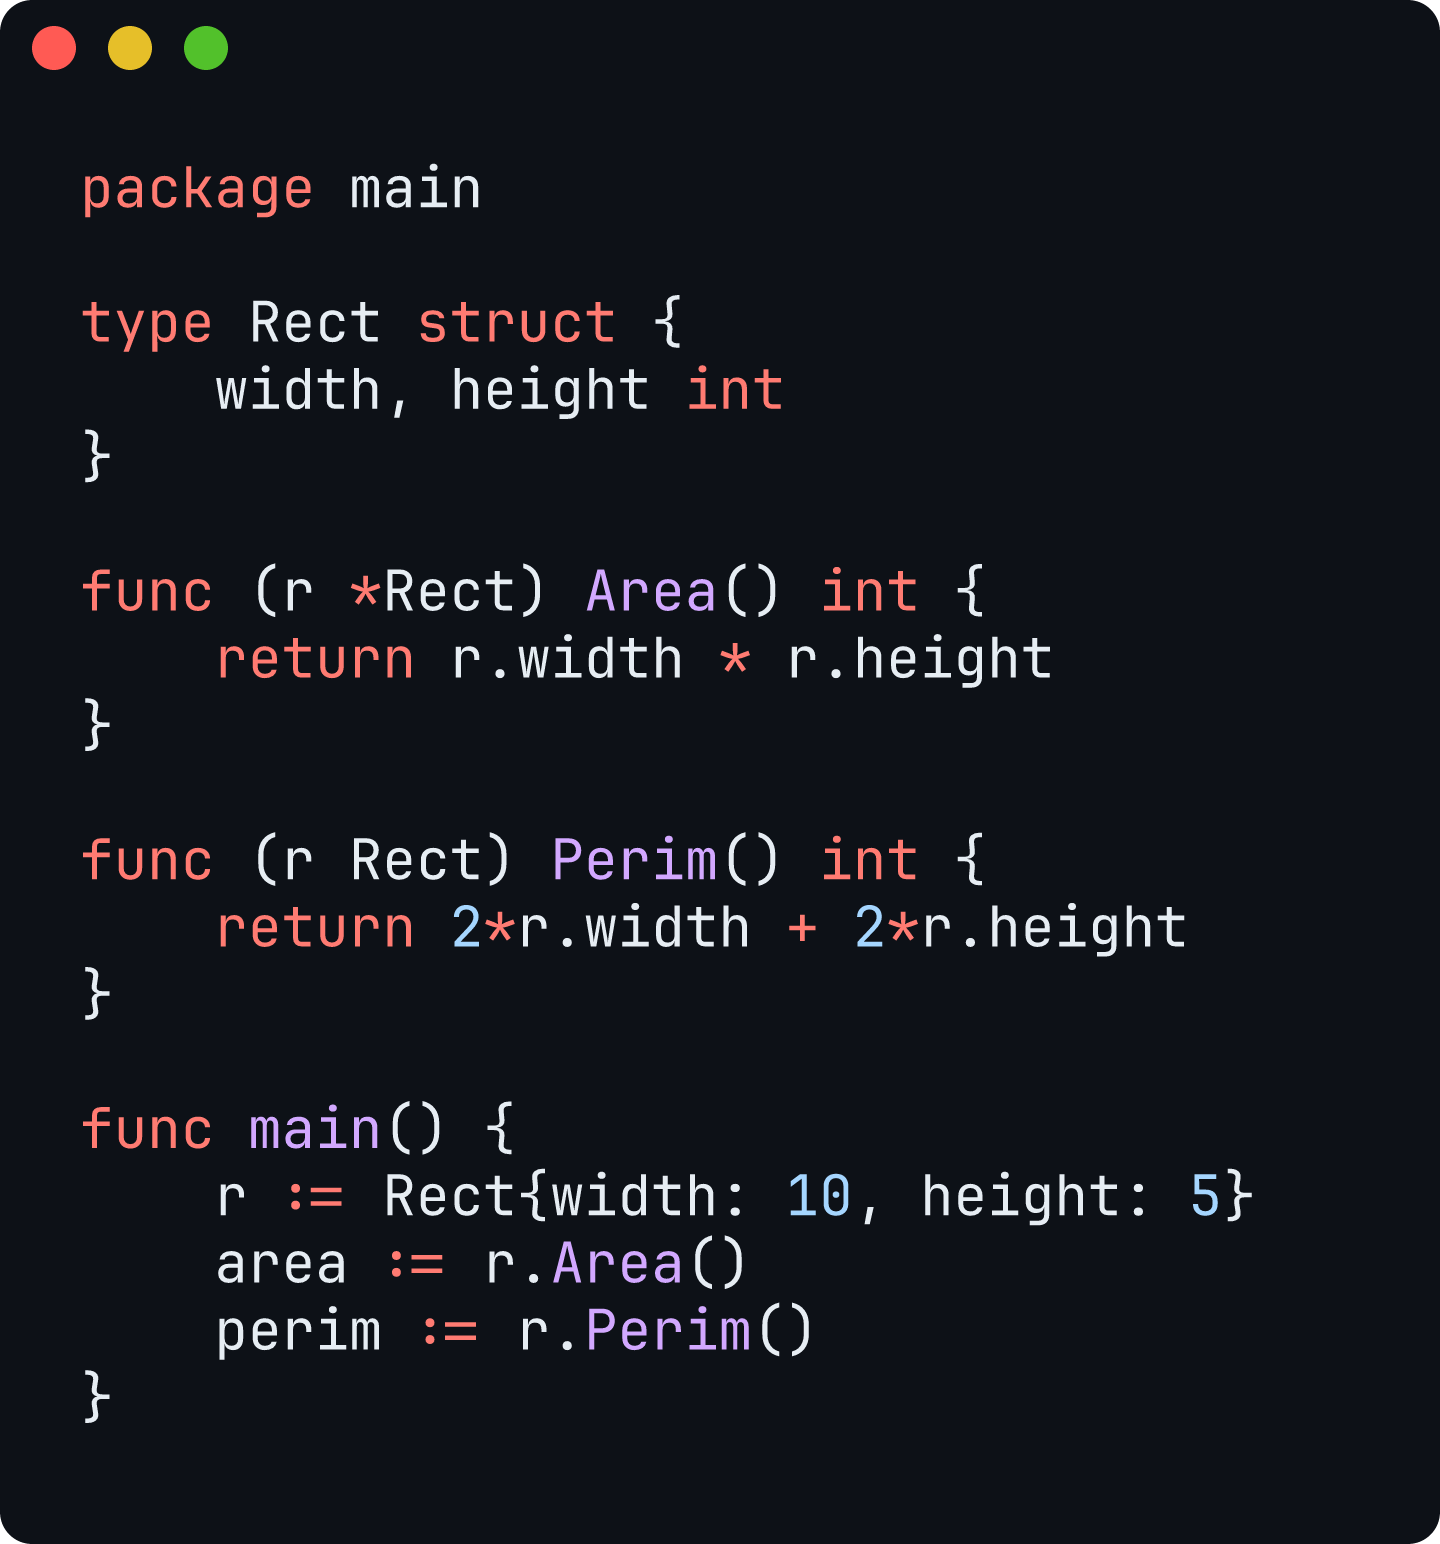 package main

type Rect struct {
    width, height int
}

func (r *Rect) Area() int {
    return r.width * r.height
}

func (r Rect) Perim() int {
    return 2*r.width + 2*r.height
}

func main() {
    r := Rect{width: 10, height: 5}
    area := r.Area()
    perim := r.Perim()
}